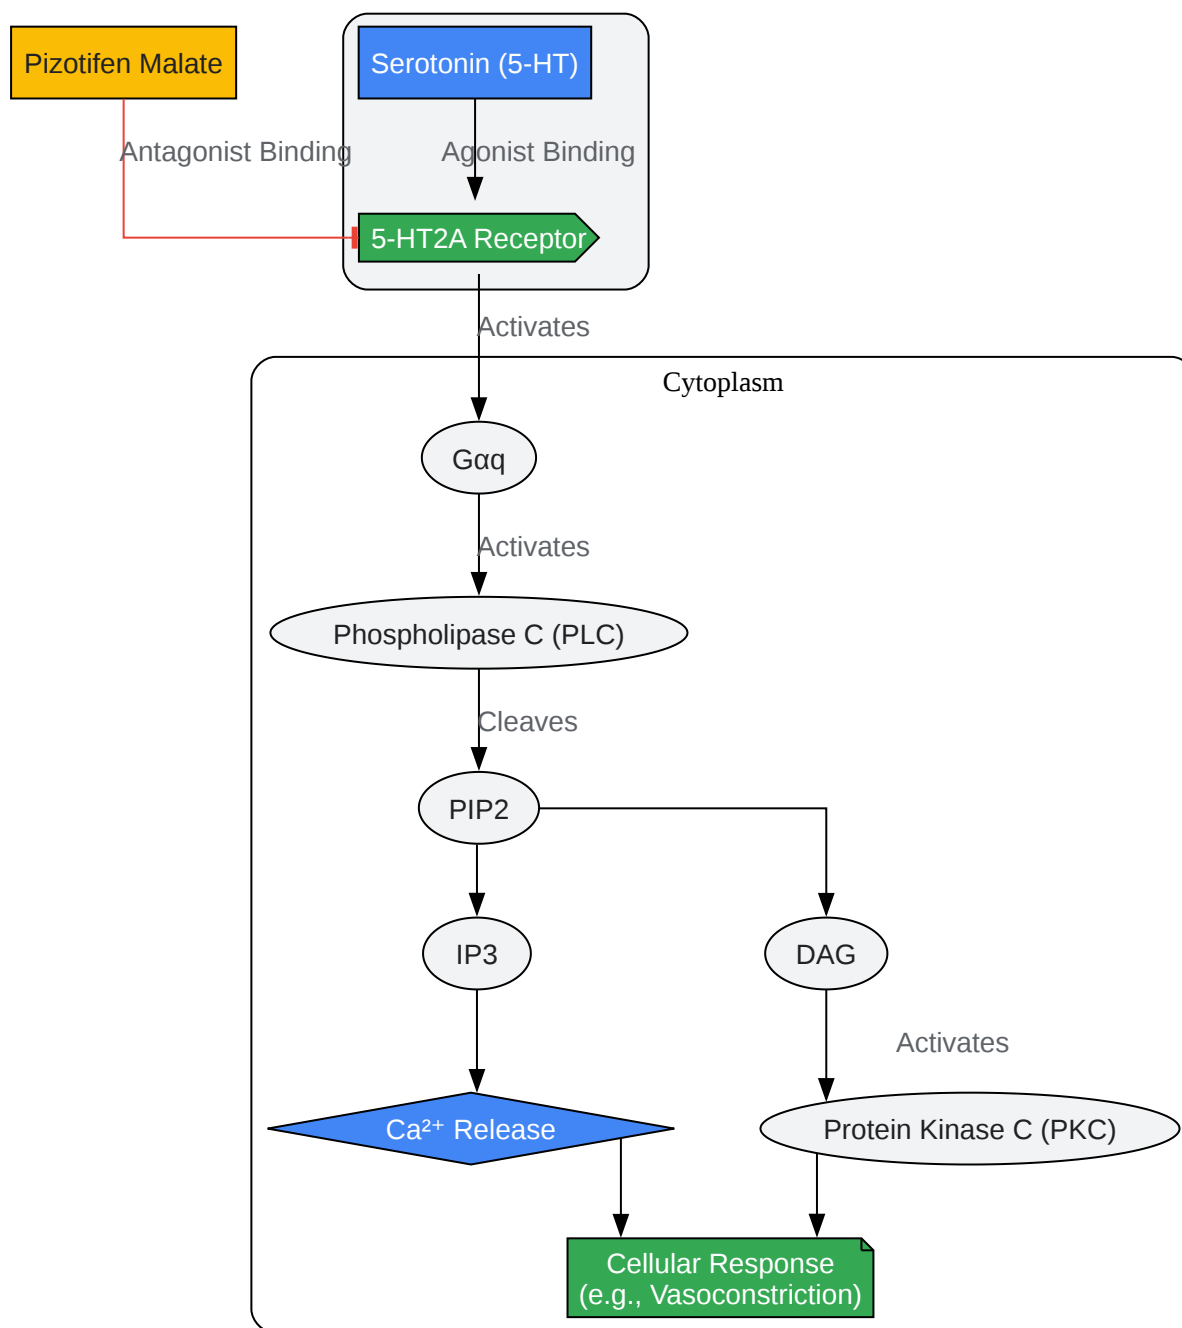 Pizotifen Malate
Serotonin (5-HT)
Antagonist Binding
Agonist Binding
5-HT2A Receptor
Activates
Cytoplasm
Gαq
Activates
Phospholipase C (PLC)
Cleaves
PIP2
IP3
DAG
Activates
Ca²⁺ Release
Protein Kinase C (PKC)
Cellular Response
(e.g., Vasoconstriction)